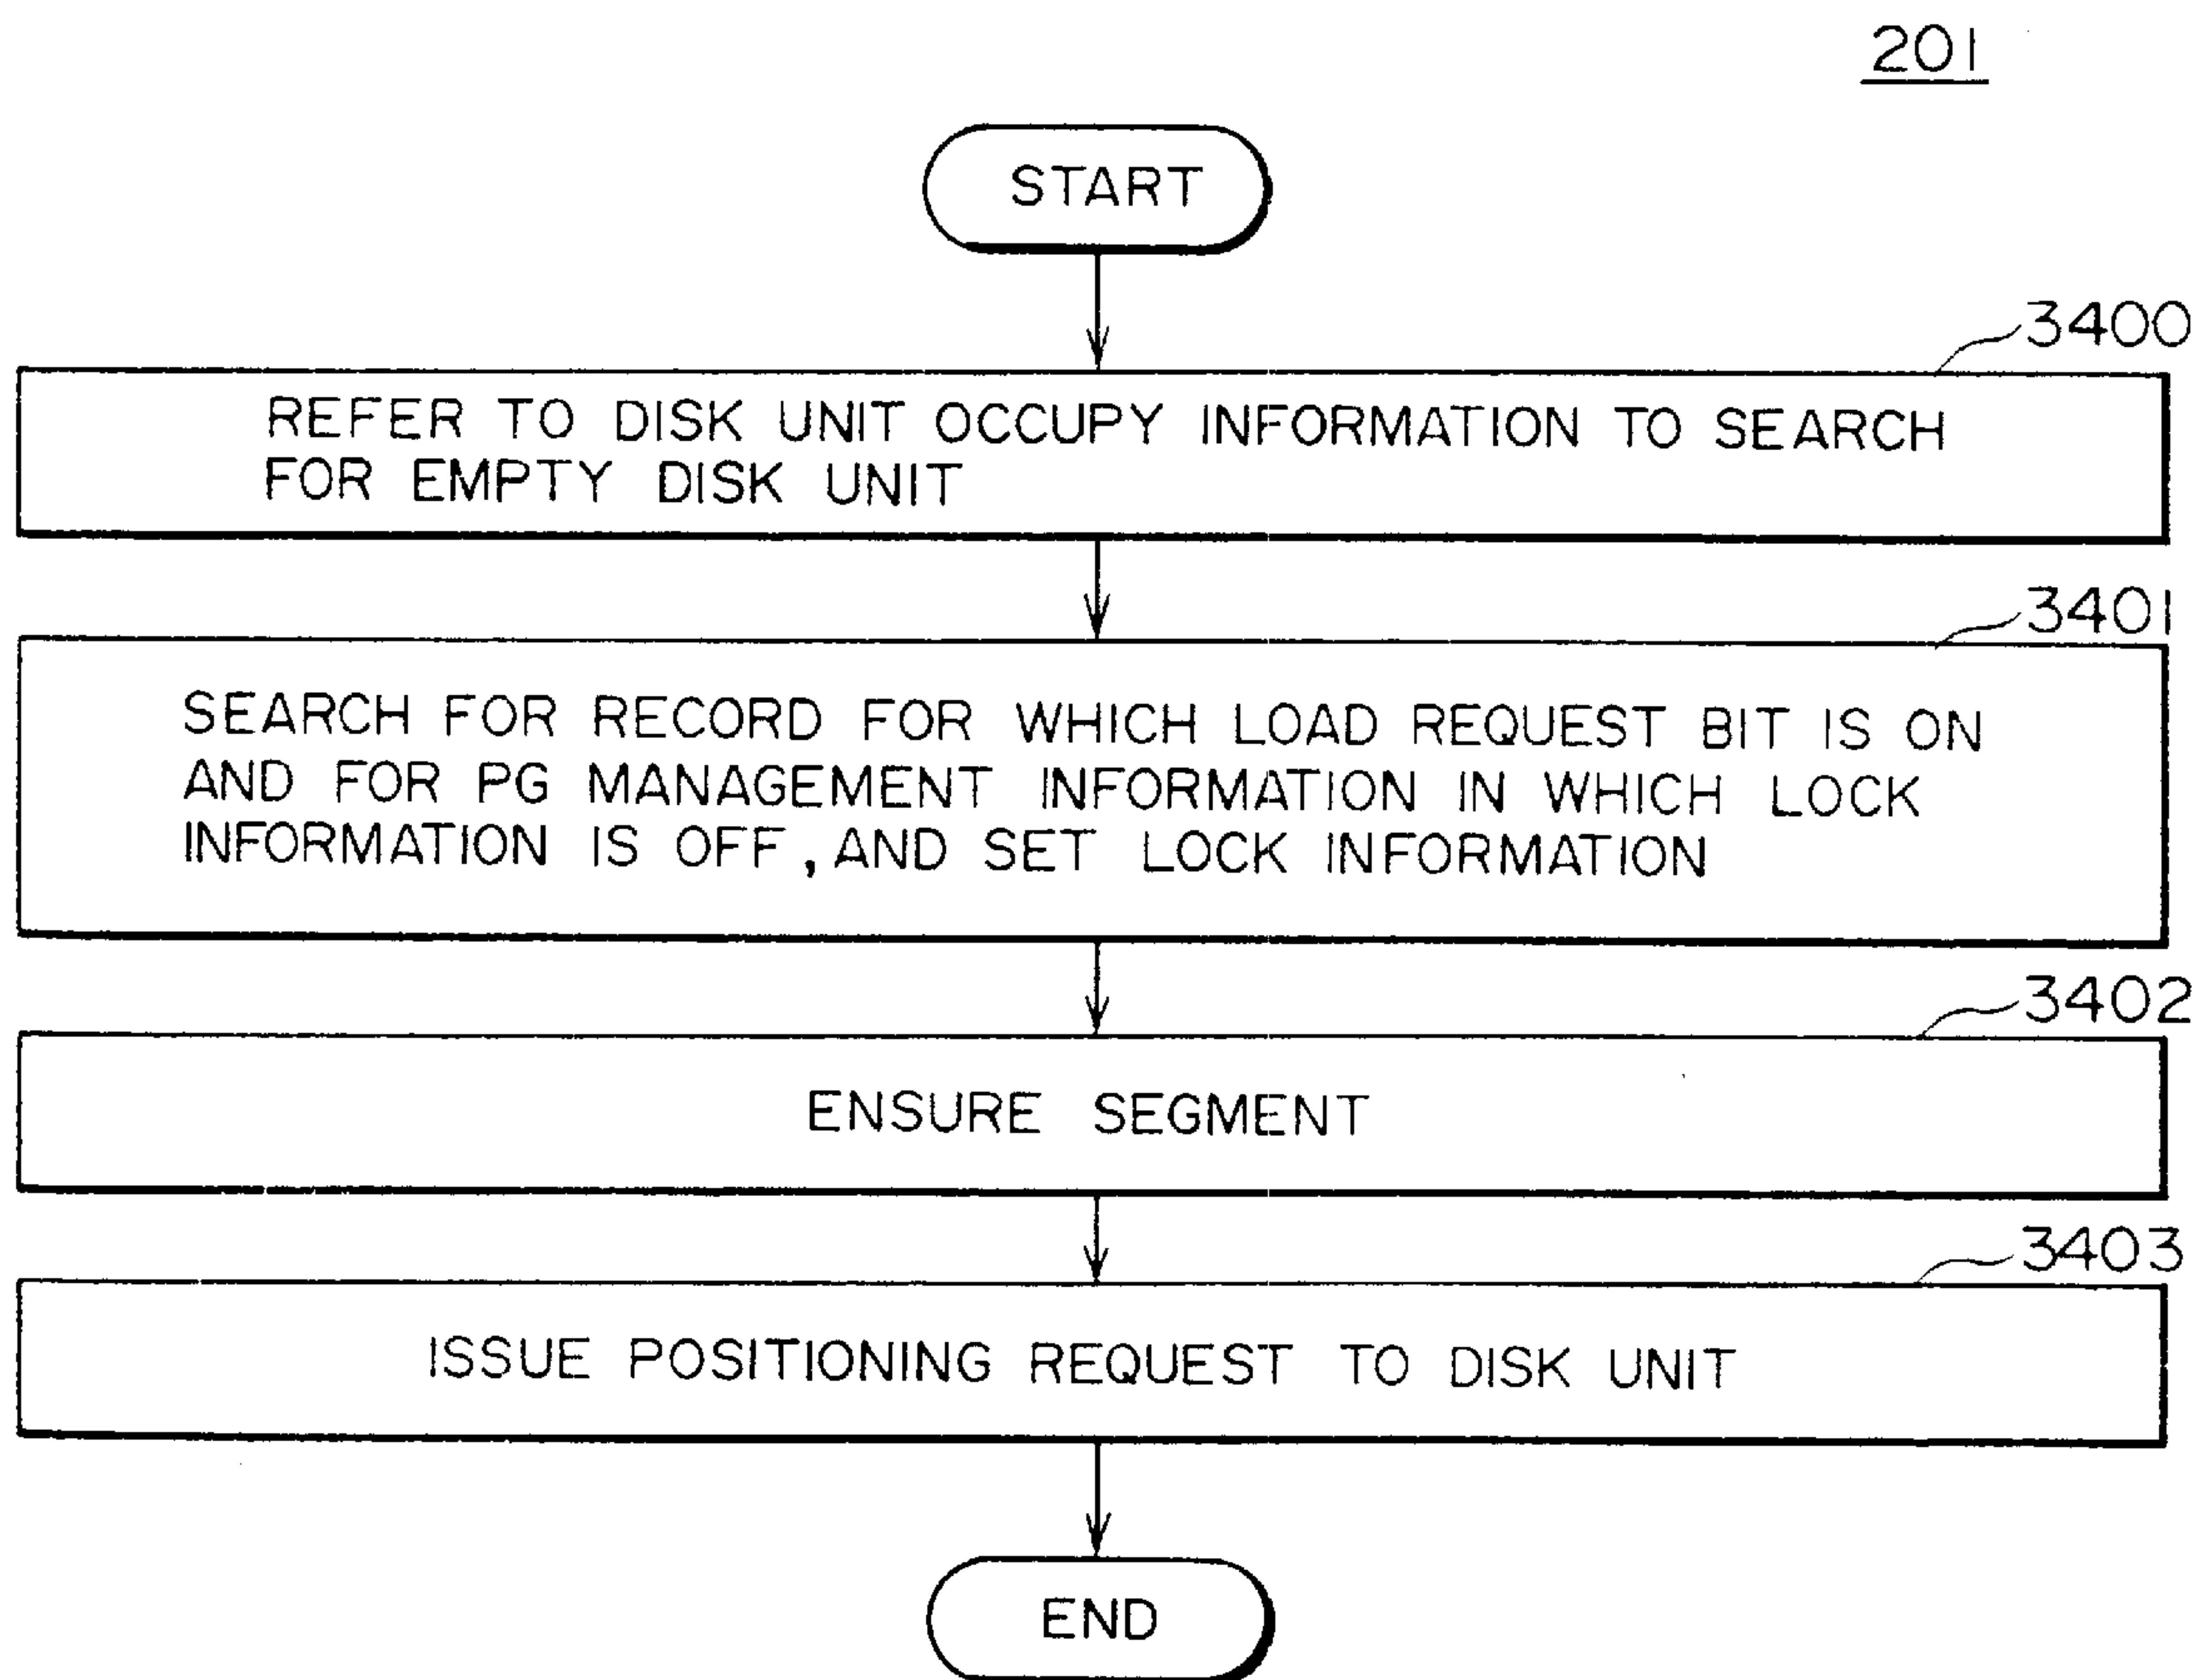 201
START
3400
REFER TO DISK UNIT OCCUPY INFORMATION TO SEARCH
FOR EMPTY DISK UNIT
3401
SEARCH FOR RECORD FOR WHICH LOAD REQUEST BIT IS ON
AND FOR PG MANAGEMENT INFORMATION IN WHICH LOCK
INFORMATION IS OFF, AND SET LOCK INFORMATION
3402
ENSURE SEGMENT
3403
ISSUE POSITIONING REQUEST TO DISK UNIT
END